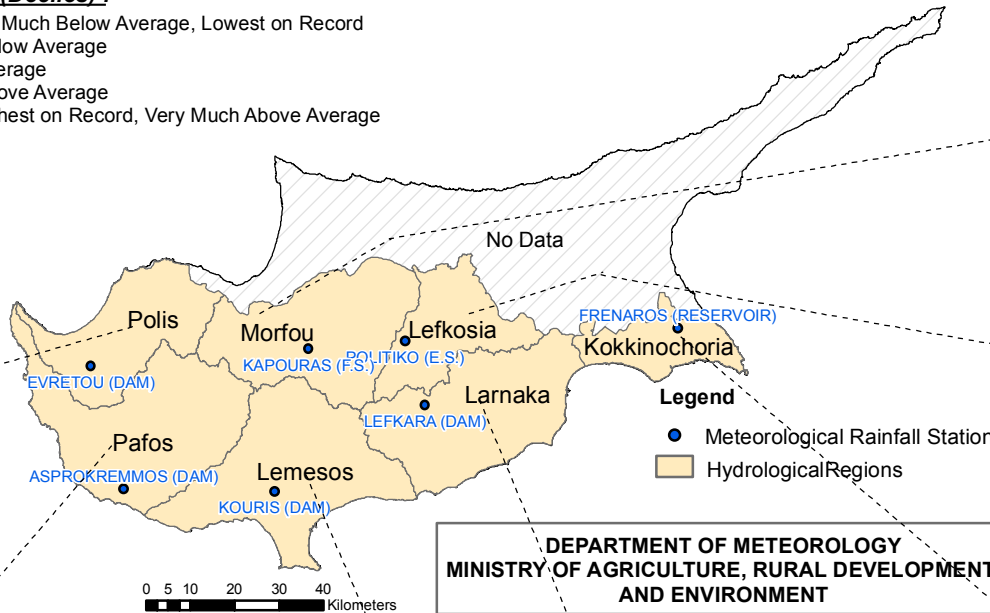 (Deciles) :
Much Below Average, Lowest on Record
low Average
erage
ove Average
hest on Record, Very Much Above Average
No Data
Polis
Morfou
Lefkosia
FRENAROS (RESERVOIR)
Kokkinochoria
KAPOURAS (F.S.)
POLITIKO (E.S.)
EVRETOU (DAM)
Larnaka
LEFKARA (DAM)
Pafos
ASPROKREMMOS (DAM)
Lemesos
KOURIS (DAM)
Legend
Meteorological Rainfall Station
HydrologicalRegions
DEPARTMENT OF METEOROLOGY
MINISTRY OF AGRICULTURE, RURAL DEVELOPMENT
AND ENVIRONMENT
0 5 10 20 30 40
Kilometers